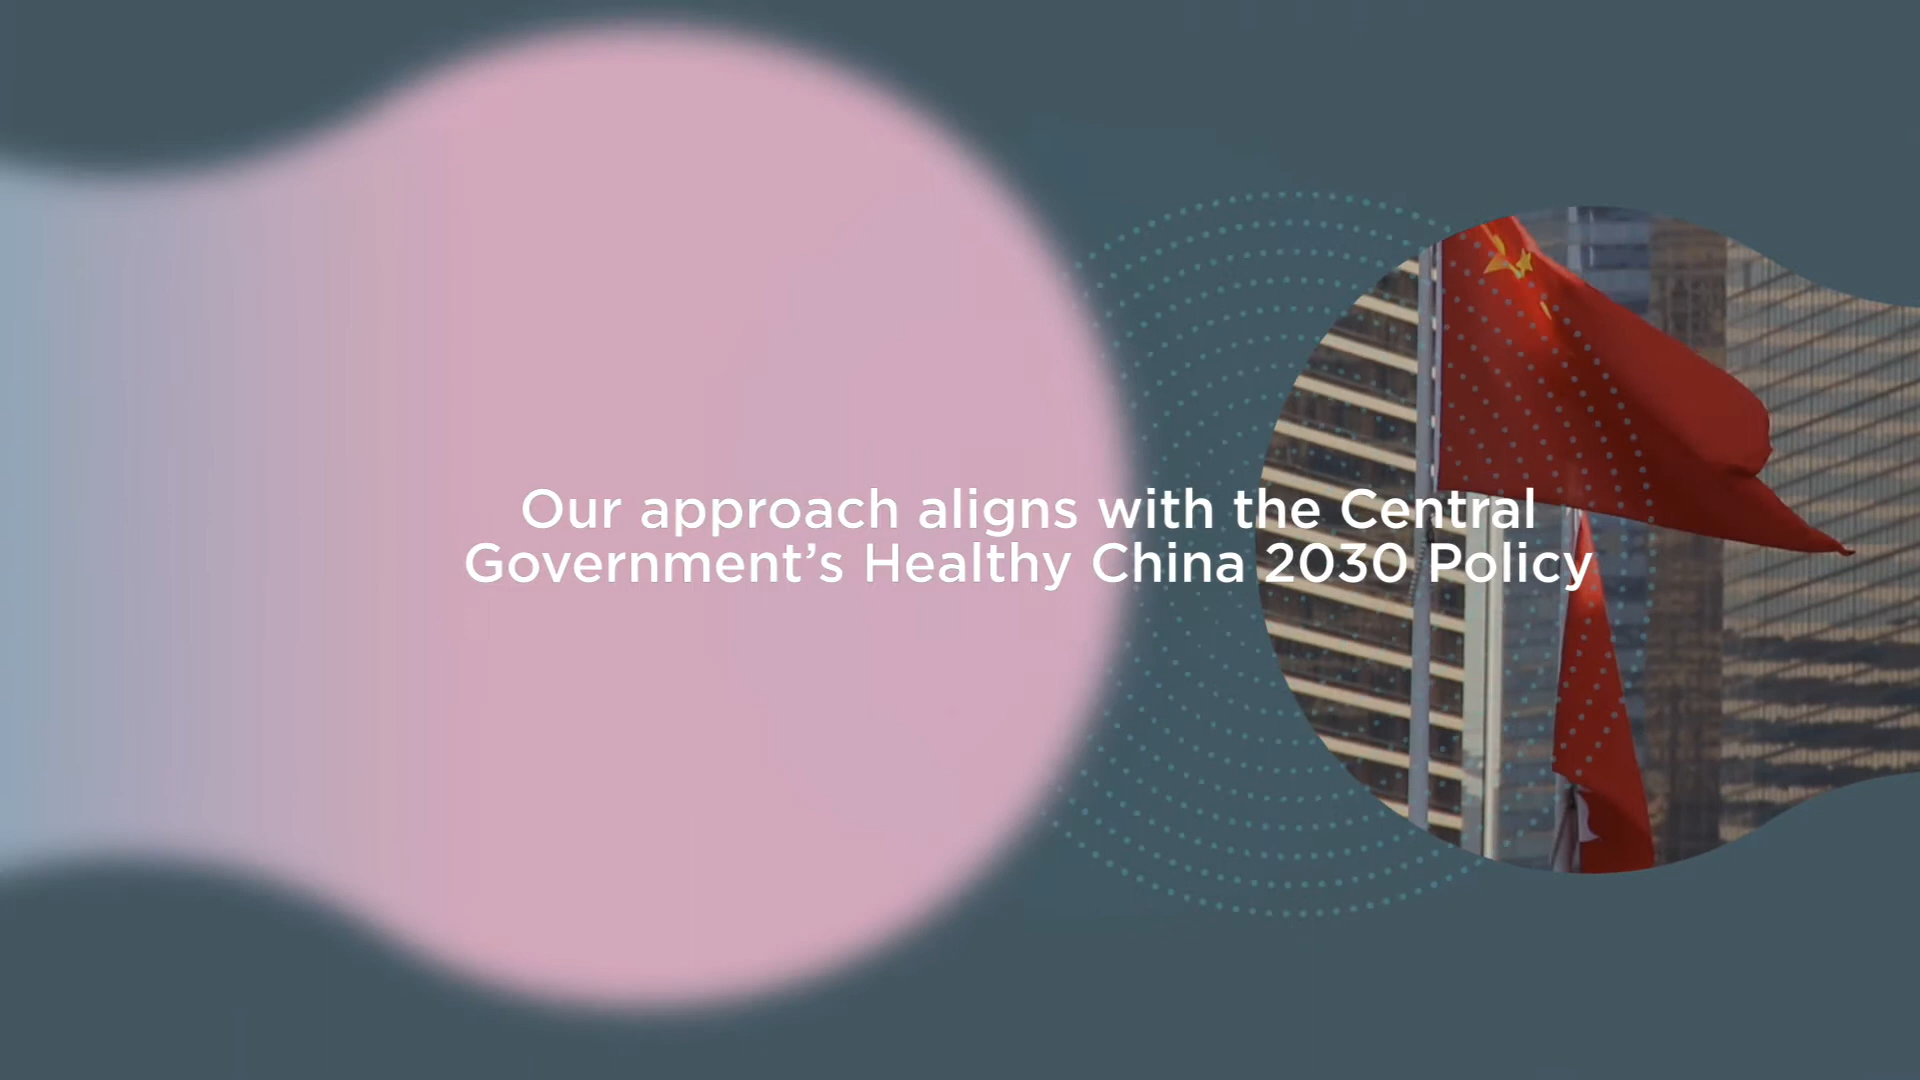 Our approach aligns with the Central
Government’s Healthy China 2030 Policy